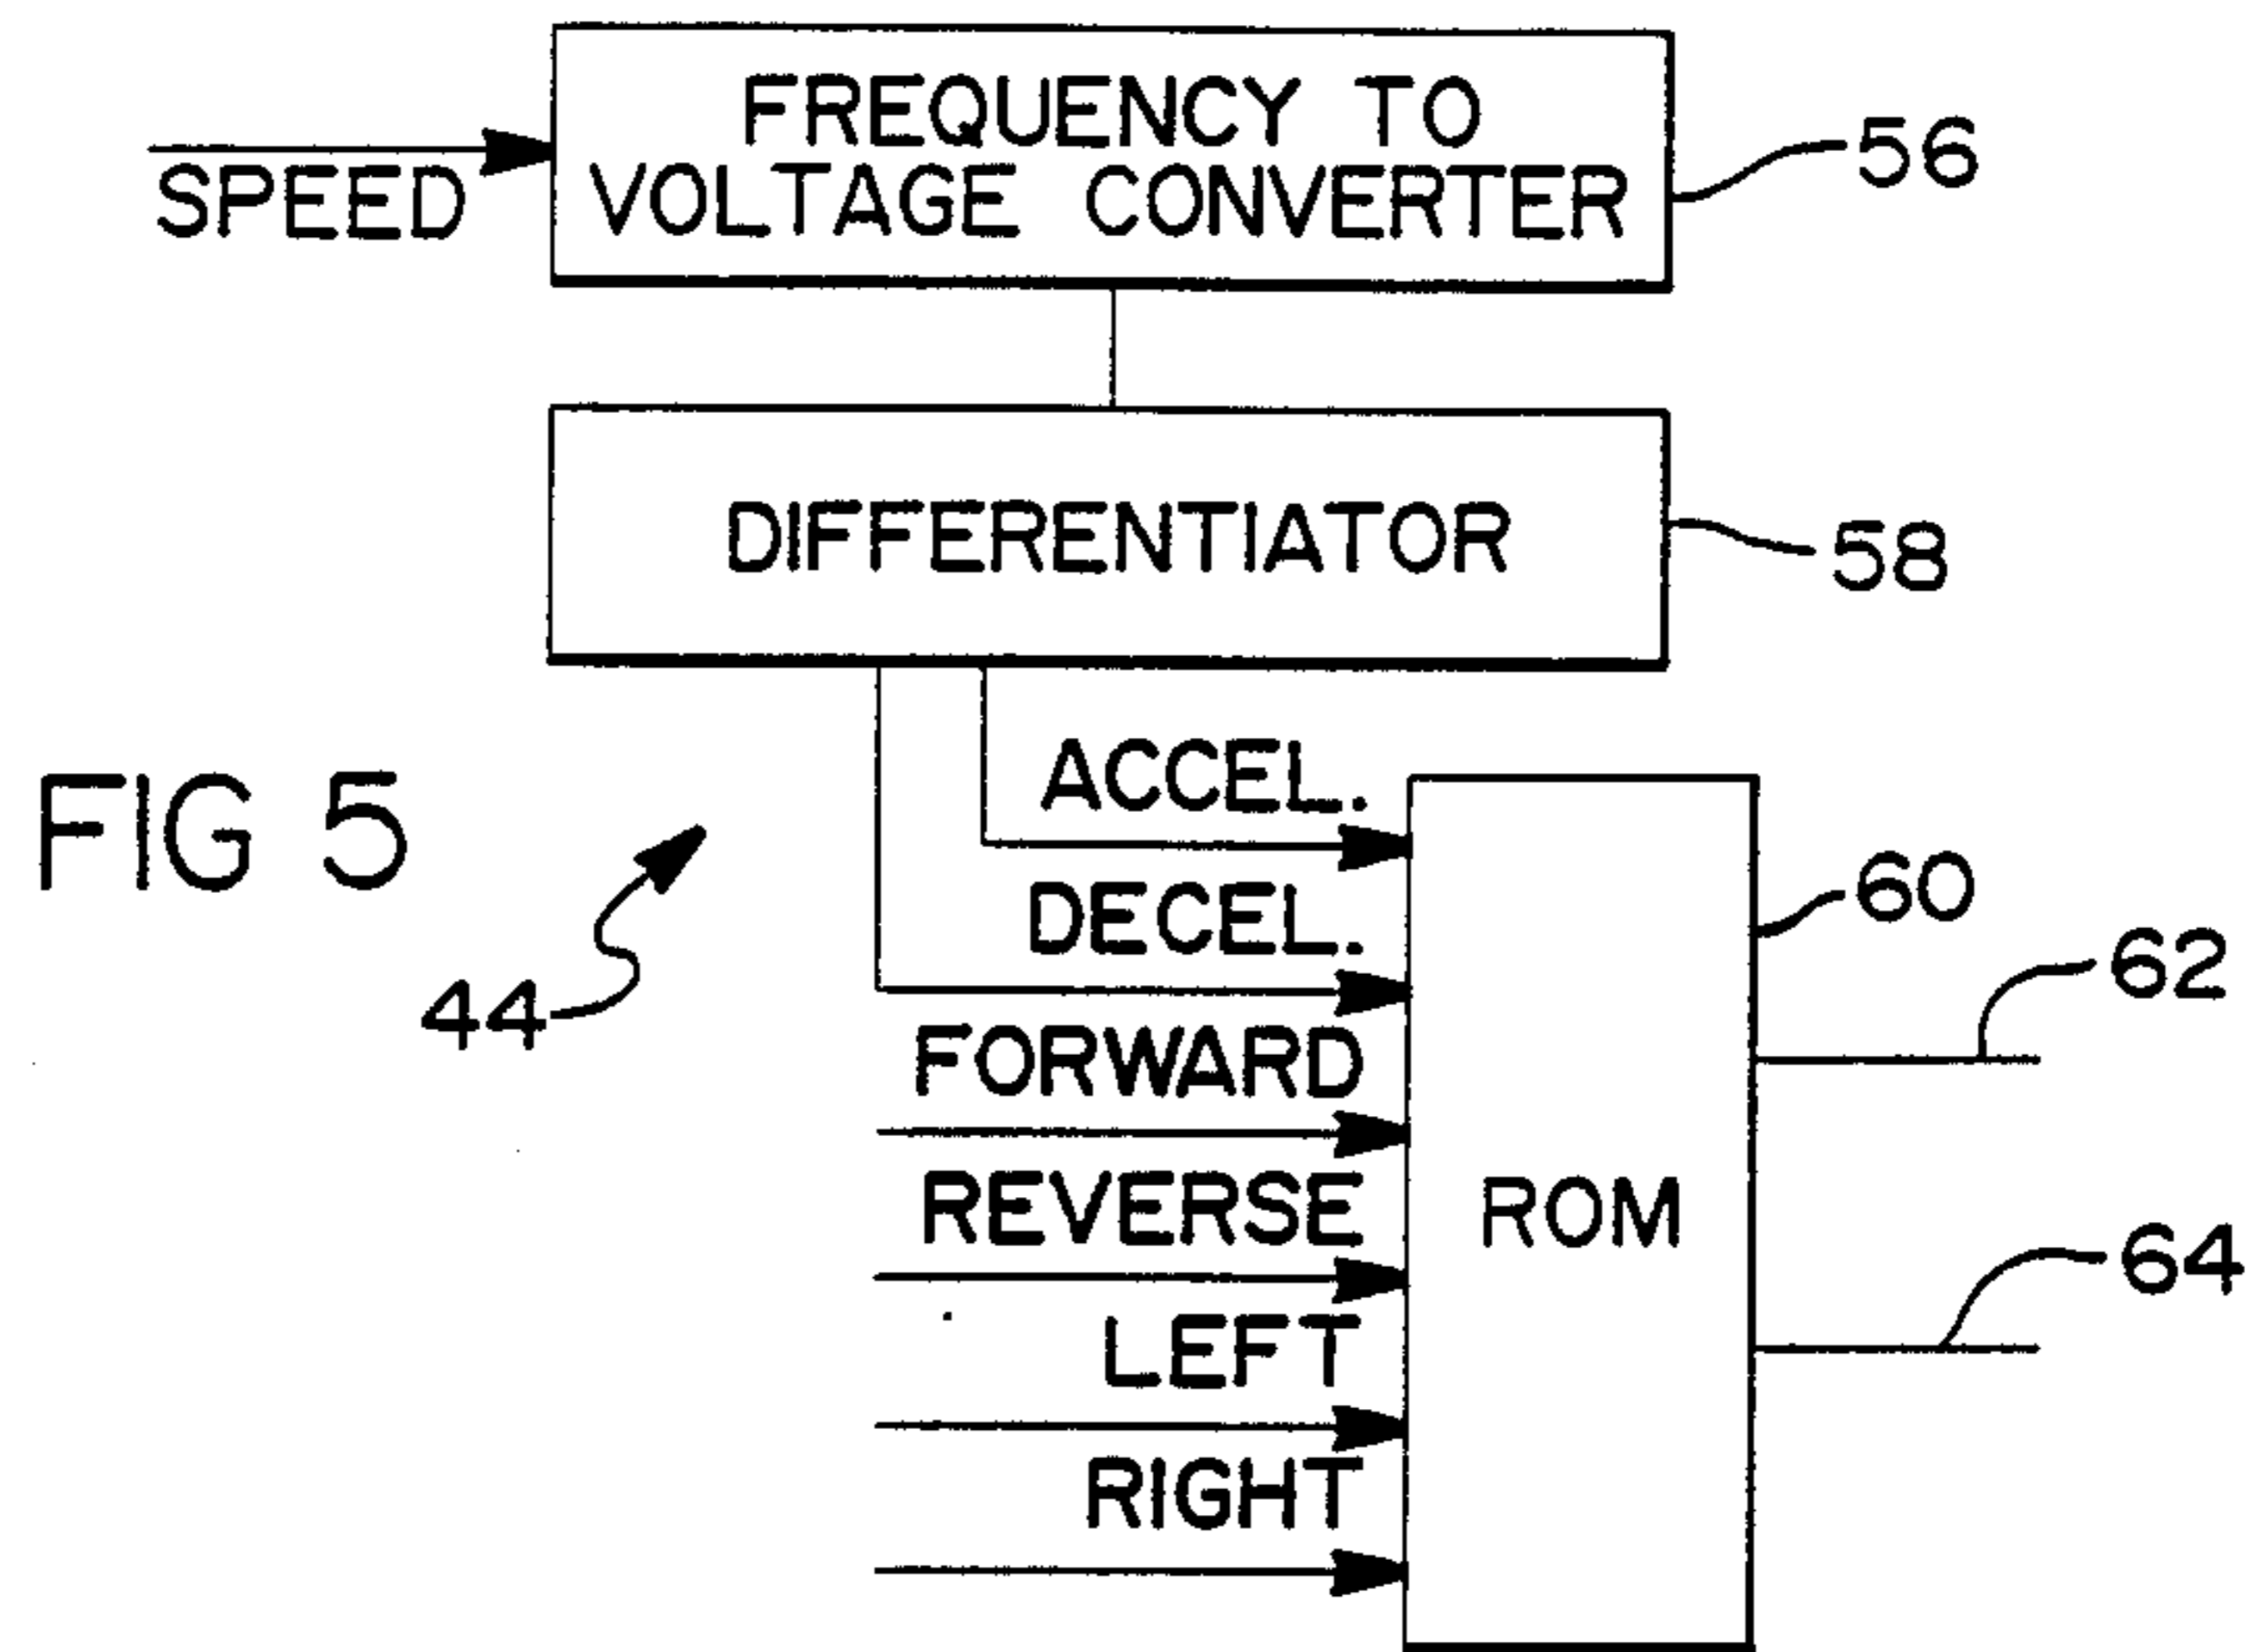 FREQUENCY TO
VOLTAGE CONVERTER
56
SPEED
DIFFERENTIATOR
58
FIG 5
44
ACCEL.
DECEL.
FORWARD
REVERSE
LEFT
RIGHT
ROM
60
62
64